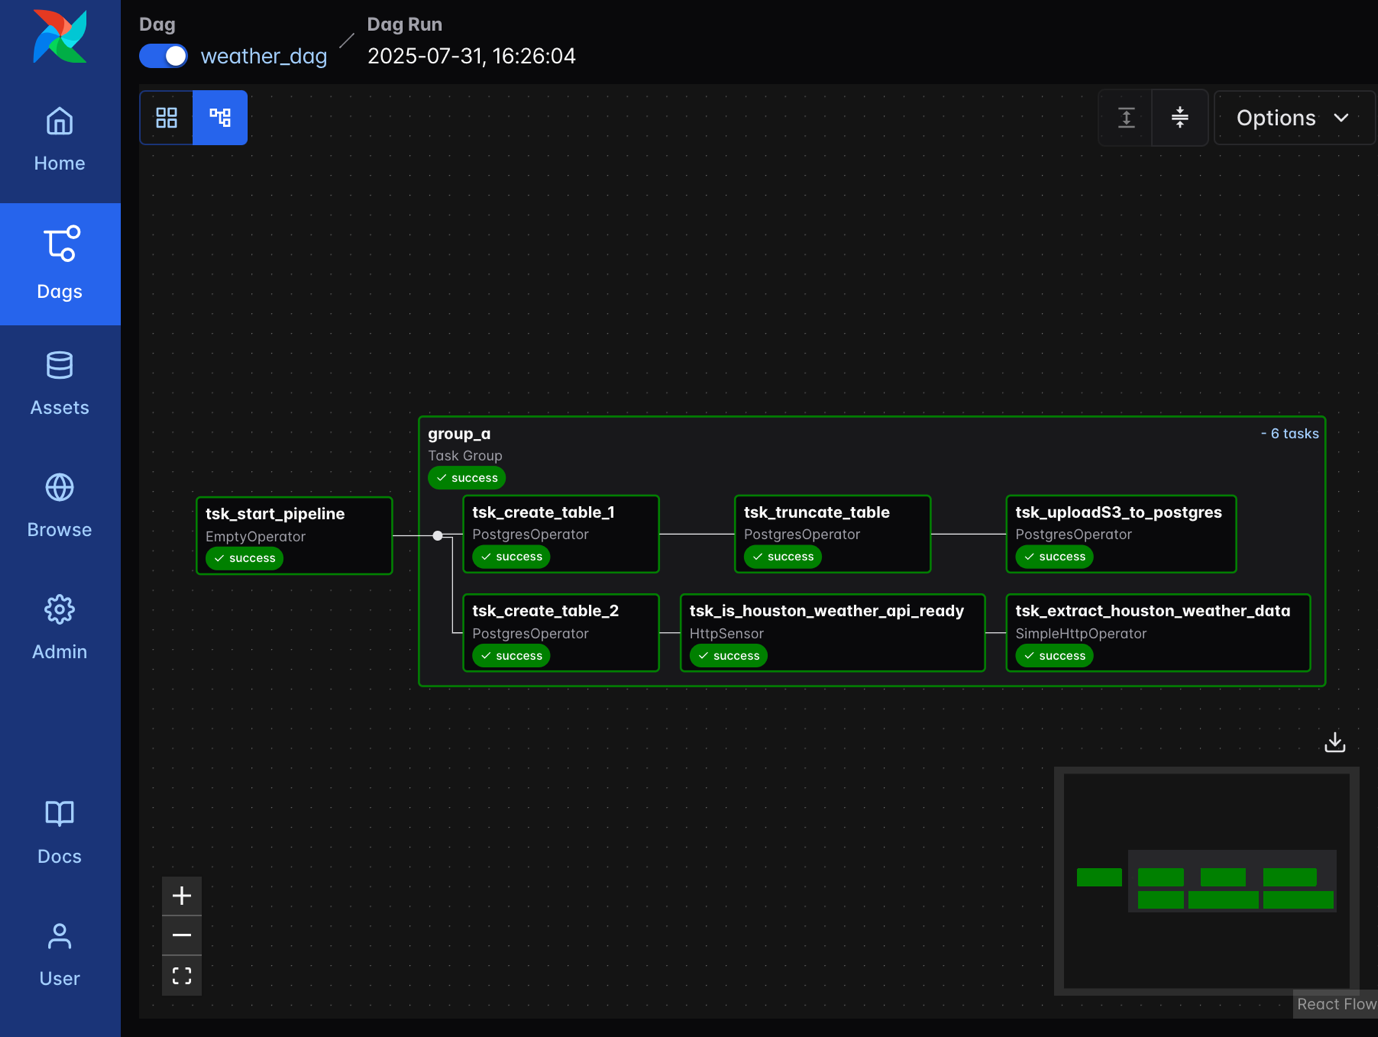 Dag
weather_dag
Dag Run
2025-07-31, 16:26:04
Options
Home
Dags
Assets
Browse
Admin
Docs
User
group_a
- 6 tasks
Task Group
success
tsk_start_pipeline
EmptyOperator
success
tsk_create_table_1
PostgresOperator
success
tsk_truncate_table
PostgresOperator
success
tsk_uploadS3_to_postgres
PostgresOperator
success
tsk_create_table_2
PostgresOperator
success
tsk_is_houston_weather_api_ready
HttpSensor
success
tsk_extract_houston_weather_data
SimpleHttpOperator
success
React Flow